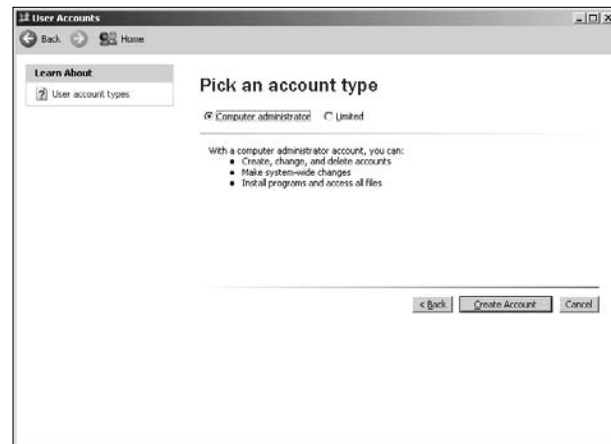 User Accounts
Back Home
Learn About
User account types
Pick an account type
Computer administrator Limited
With a computer administrator account, you can:
• Create, change, and delete accounts
• Make system-wide changes
• Install programs and access all files
< Back Create Account Cancel